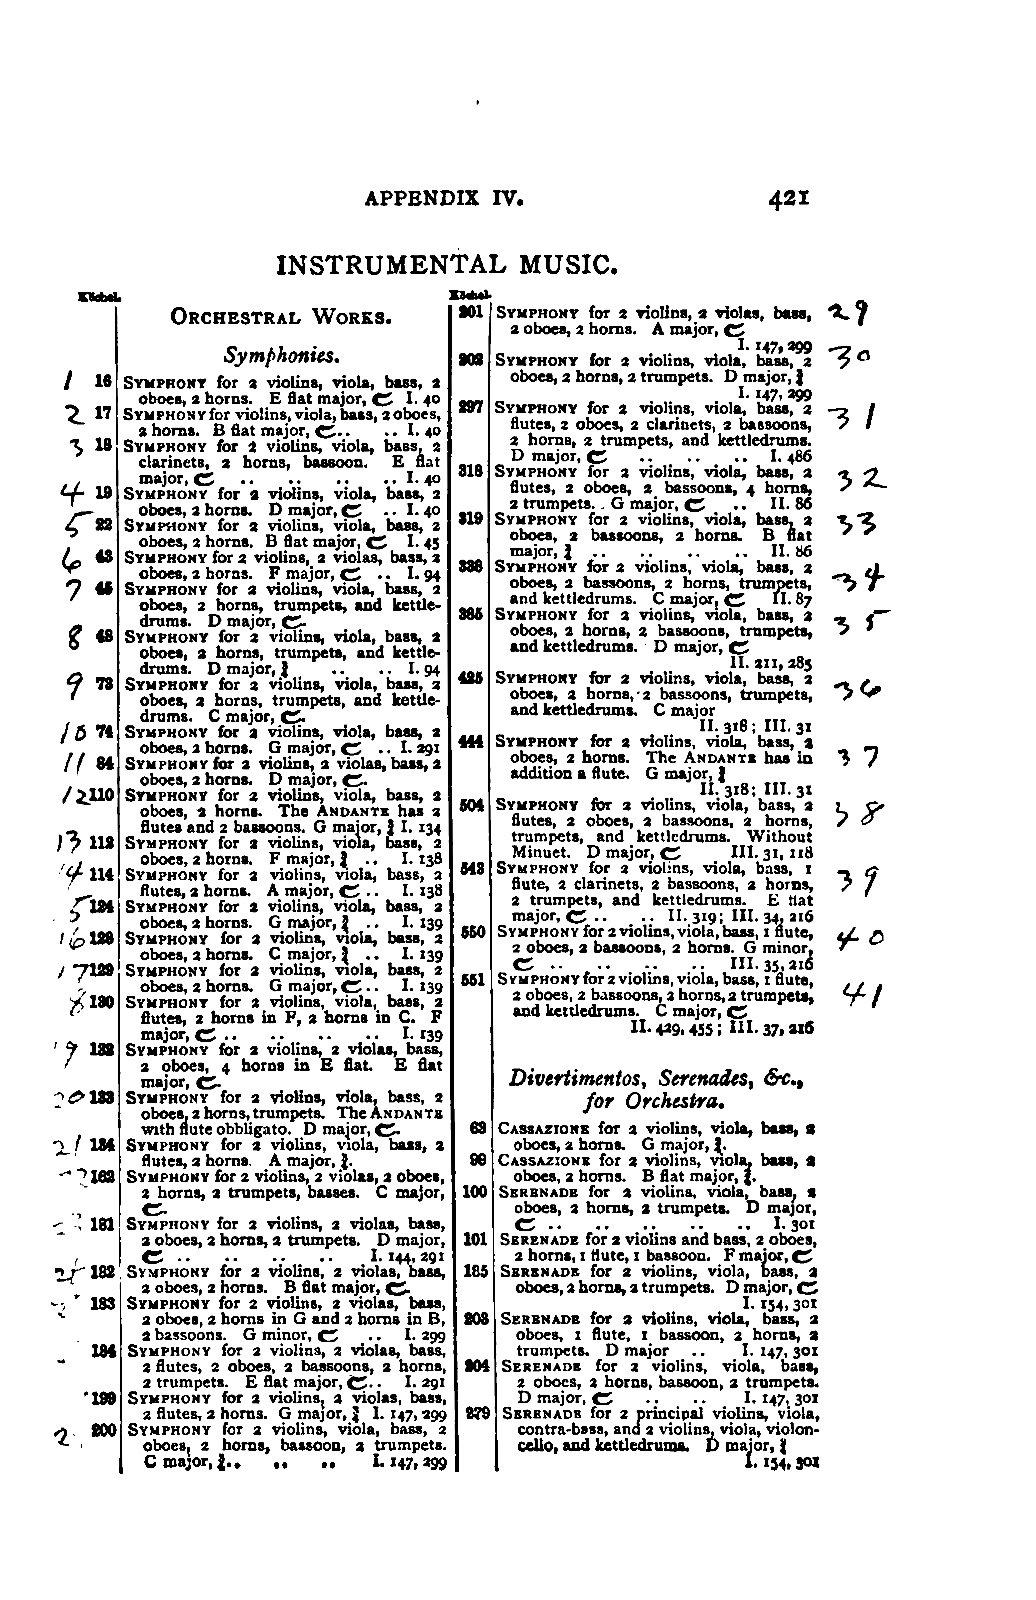 APPENDIX IV. 421
INSTRUMENTAL MUSIC.
Köchel.
ORCHESTRAL WORKS.
Symphonies.
1 16 SYMPHONY for 2 violins, viola, bass, 2
oboes, 2 horns. E flat major, C I. 40
2 17 SYMPHONY for violins, viola, bass, 2 oboes,
2 horns. B flat major, C .. .. I. 40
3 18 SYMPHONY for 2 violins, viola, bass, 2
clarinets, 2 horns, bassoon. E flat
major, C .. .. .. .. .. I. 40
4 19 SYMPHONY for 2 violins, viola, bass, 2
oboes, 2 horns. D major, C .. I. 40
5 22 SYMPHONY for 2 violins, viola, bass, 2
oboes, 2 horns. B flat major, C I. 45
6 43 SYMPHONY for 2 violins, 2 violas, bass, 2
oboes, 2 horns. F major, C .. I. 94
7 45 SYMPHONY for 2 violins, viola, bass, 2
oboes, 2 horns, trumpets, and kettle-
drums. D major, C.
8 48 SYMPHONY for 2 violins, viola, bass, 2
oboes, 2 horns, trumpets, and kettle-
drums. D major, .. .. I. 94
9 73 SYMPHONY for 2 violins, viola, bass, 2
oboes, 2 horns, trumpets, and kettle-
drums. C major, C.
10 74 SYMPHONY for 2 violins, viola, bass, 2
oboes, 2 horns. G major, C .. I. 291
11 84 SYMPHONY for 2 violins, 2 violas, bass, 2
oboes, 2 horns. D major, C.
12 110 SYMPHONY for 2 violins, viola, bass, 2
oboes, 2 horns. The ANDANTE has 2
flutes and 2 bassoons. G major, I. 134
13 112 SYMPHONY for 2 violins, viola, bass, 2
oboes, 2 horns. F major, .. I. 138
14 114 SYMPHONY for 2 violins, viola, bass, 2
flutes, 2 horns. A major, C .. I. 138
5 124 SYMPHONY for 2 violins, viola, bass, 2
oboes, 2 horns. G major, .. I. 139
16 128 SYMPHONY for 2 violins, viola, bass, 2
oboes, 2 horns. C major, .. I. 139
17 129 SYMPHONY for 2 violins, viola, bass, 2
oboes, 2 horns. G major, C .. I. 139
8 130 SYMPHONY for 2 violins, viola, bass, 2
flutes, 2 horns in F, 2 horns in C. F
major, C .. .. .. .. .. I. 139
19 132 SYMPHONY for 2 violins, 2 violas, bass,
2 oboes, 4 horns in E flat. E flat
major, C.
20 133 SYMPHONY for 2 violins, viola, bass, 2
oboes, 2 horns, trumpets. The ANDANTE
with flute obbligato. D major, C.
21 134 SYMPHONY for 2 violins, viola, bass, 2
flutes, 2 horns. A major, .
162 SYMPHONY for 2 violins, 2 violas, 2 oboes,
2 horns, 2 trumpets, basses. C major,
C.
181 SYMPHONY for 2 violins, 2 violas, bass,
2 oboes, 2 horns, 2 trumpets. D major,
C .. .. .. .. .. I. 144, 291
182 SYMPHONY for 2 violins, 2 violas, bass,
2 oboes, 2 horns. B flat major, C.
183 SYMPHONY for 2 violins, 2 violas, bass,
2 oboes, 2 horns in G and 2 horns in B,
2 bassoons. G minor, C .. I. 299
184 SYMPHONY for 2 violins, 2 violas, bass,
2 flutes, 2 oboes, 2 bassoons, 2 horns,
2 trumpets. E flat major, C .. I. 291
199 SYMPHONY for 2 violins, 2 violas, bass,
2 flutes, 2 horns. G major, I. 147, 299
2 200 SYMPHONY for 2 violins, viola, bass, 2
oboes, 2 horns, bassoon, 2 trumpets.
C major, .. .. .. I. 147, 299
Köchel.
201 SYMPHONY for 2 violins, 2 violas, bass, 29
2 oboes, 2 horns. A major, C
I. 147, 299
202 SYMPHONY for 2 violins, viola, bass, 2 30
oboes, 2 horns, 2 trumpets. D major,
I. 147, 299
297 SYMPHONY for 2 violins, viola, bass, 2 31
flutes, 2 oboes, 2 clarinets, 2 bassoons,
2 horns, 2 trumpets, and kettledrums.
D major, C .. .. .. .. I. 486
318 SYMPHONY for 2 violins, viola, bass, 2 32
flutes, 2 oboes, 2 bassoons, 4 horns,
2 trumpets. G major, C .. II. 86
319 SYMPHONY for 2 violins, viola, bass, 2 33
oboes, 2 bassoons, 2 horns. B flat
major, .. .. .. .. .. II. 86
338 SYMPHONY for 2 violins, viola, bass, 2 34
oboes, 2 bassoons, 2 horns, trumpets,
and kettledrums. C major, C II. 87
385 SYMPHONY for 2 violins, viola, bass, 2 35
oboes, 2 horns, 2 bassoons, trumpets,
and kettledrums. D major, C
II. 211, 285
425 SYMPHONY for 2 violins, viola, bass, 2 36
oboes, 2 horns, 2 bassoons, trumpets,
and kettledrums. C major
II. 318; III. 31
444 SYMPHONY for 2 violins, viola, bass, 2 37
oboes, 2 horns. The ANDANTE has in
addition a flute. G major,
II. 318; III. 31
504 SYMPHONY for 2 violins, viola, bass, 2 38
flutes, 2 oboes, 2 bassoons, 2 horns,
trumpets, and kettledrums. Without
Minuet. D major, C III. 31, 118
543 SYMPHONY for 2 violins, viola, bass, 1 39
flute, 2 clarinets, 2 bassoons, 2 horns,
2 trumpets, and kettledrums. E flat
major, C .. .. II. 319; III. 34, 216
550 SYMPHONY for 2 violins, viola, bass, 1 flute, 40
2 oboes, 2 bassoons, 2 horns. G minor,
C .. .. .. .. .. III. 35, 216
551 SYMPHONY for 2 violins, viola, bass, 1 flute, 41
2 oboes, 2 bassoons, 2 horns, 2 trumpets,
and kettledrums. C major, C
II. 429, 455; III. 37, 216
Divertimentos, Serenades, &c.,
for Orchestra.
63 CASSAZIONE for 2 violins, viola, bass, 2
oboes, 2 horns. G major, .
99 CASSAZIONE for 2 violins, viola, bass, 2
oboes, 2 horns. B flat major, .
100 SERENADE for 2 violins, viola, bass, 2
oboes, 2 horns, 2 trumpets. D major,
C .. .. .. .. .. .. I. 301
101 SERENADE for 2 violins and bass, 2 oboes,
2 horns, 1 flute, 1 bassoon. F major, C
185 SERENADE for 2 violins, viola, bass, 2
oboes, 2 horns, 2 trumpets. D major, C
I. 154, 301
203 SERENADE for 2 violins, viola, bass, 2
oboes, 1 flute, 1 bassoon, 2 horns, 2
trumpets. D major .. I. 147, 301
204 SERENADE for 2 violins, viola, bass,
2 oboes, 2 horns, bassoon, 2 trumpets.
D major, C .. .. .. I. 147, 301
279 SERENADE for 2 principal violins, viola,
contra-bass, and 2 violins, viola, violon-
cello, and kettledrums. D major,
I. 154, 301